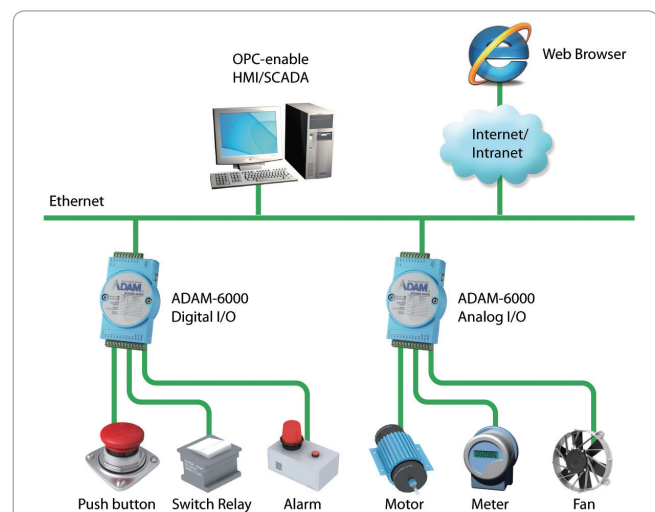 OPC-enable
HMI/SCADA
Web Browser
Internet/
Intranet
Ethernet
ADAM
ADAM-6000
Digital I/O
ADAM
ADAM-6000
Analog I/O
Push button
Switch Relay
Alarm
Motor
Meter
Fan